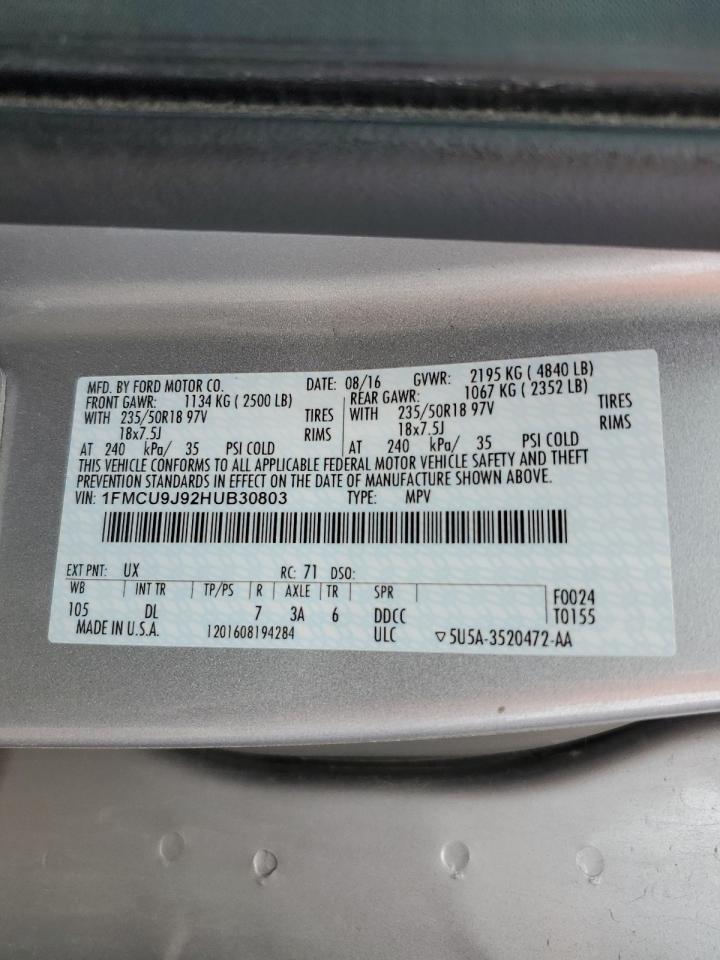 MFD. BY FORD MOTOR CO. DATE: 08/16 GVWR: 2195 KG ( 4840 LB)
FRONT GAWR: 1134 KG ( 2500 LB) REAR GAWR: 1067 KG ( 2352 LB)
WITH 235/50R18 97V TIRES WITH 235/50R18 97V TIRES
18x7.5J RIMS 18x7.5J RIMS
AT 240 kPa/ 35 PSI COLD AT 240 kPa/ 35 PSI COLD
THIS VEHICLE CONFORMS TO ALL APPLICABLE FEDERAL MOTOR VEHICLE SAFETY AND THEFT
PREVENTION STANDARDS IN EFFECT ON THE DATE OF MANUFACTURE SHOWN ABOVE.
VIN: 1FMCU9J92HUB30803 TYPE: MPV
EXT PNT: UX RC: 71 DSO:
WB INT TR TP/PS R AXLE TR SPR F0024
105 DL 7 3A 6 DDCC T0155
MADE IN U.S.A. 1201608194284 ULC ▽5U5A-3520472-AA